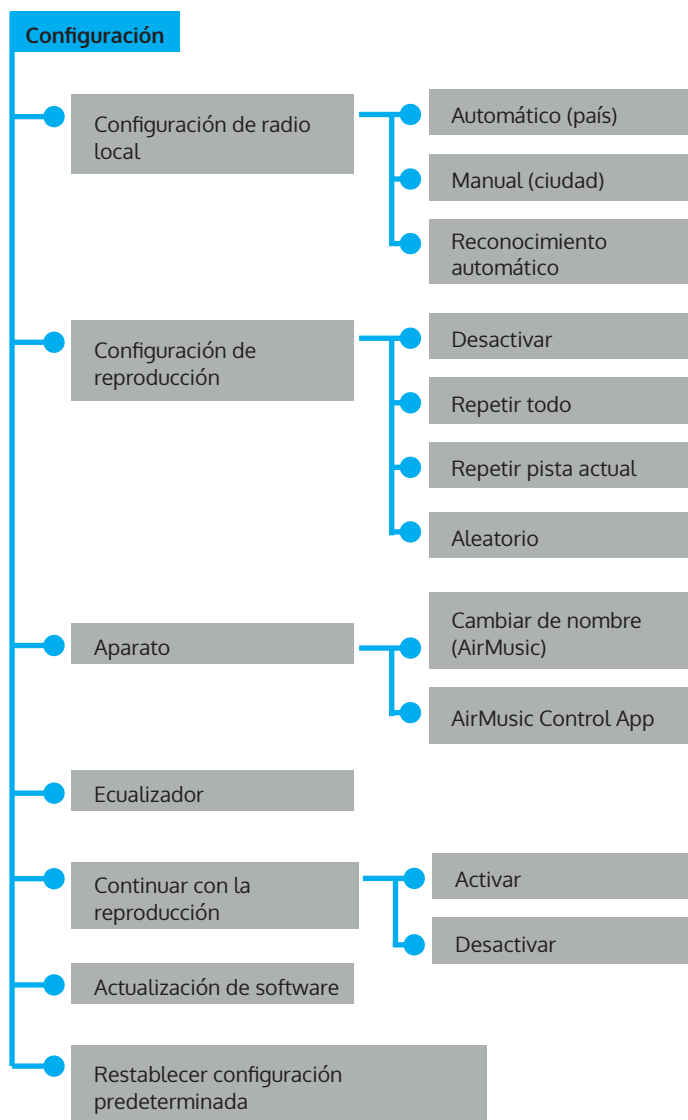 Configuración
Configuración de radio
local
Automático (país)
Manual (ciudad)
Reconocimiento
automático
Configuración de
reproducción
Desactivar
Repetir todo
Repetir pista actual
Aleatorio
Aparato
Cambiar de nombre
(AirMusic)
AirMusic Control App
Ecualizador
Continuar con la
reproducción
Activar
Desactivar
Actualización de software
Restablecer configuración
predeterminada